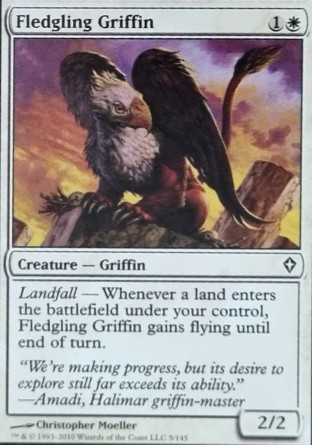 Fledgling Griffin 1
Creature — Griffin
Landfall — Whenever a land enters
the battlefield under your control,
Fledgling Griffin gains flying until
end of turn.
"We're making progress, but its desire to
explore still far exceeds its ability."
—Amadi, Halimar griffin-master
Christopher Moeller
™ & © 1993–2010 Wizards of the Coast LLC 5/145
2/2